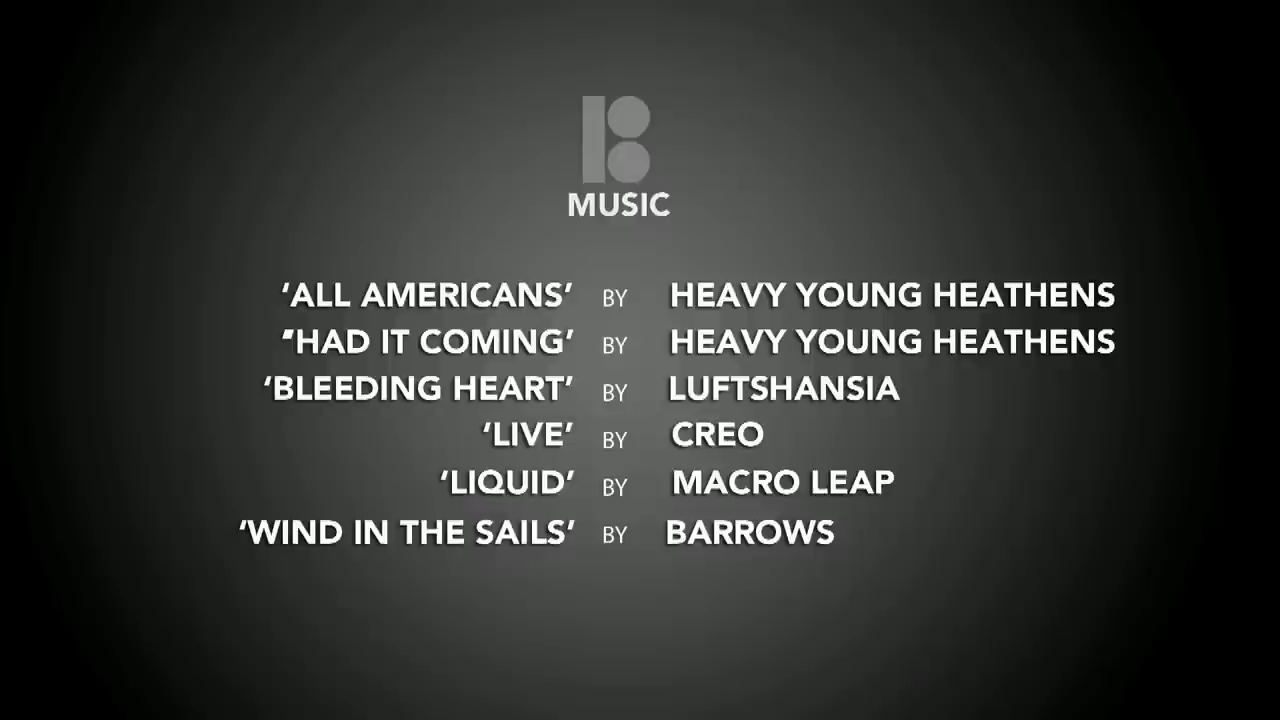 MUSIC
‘ALL AMERICANS’ BY HEAVY YOUNG HEATHENS
‘'HAD IT COMING’ BY HEAVY YOUNG HEATHENS
‘BLEEDING HEART’ BY LUFTSHANSIA
‘LIVE’ BY CREO
‘LIQUID’ BY MACRO LEAP
‘WIND IN THE SAILS’ BY BARROWS